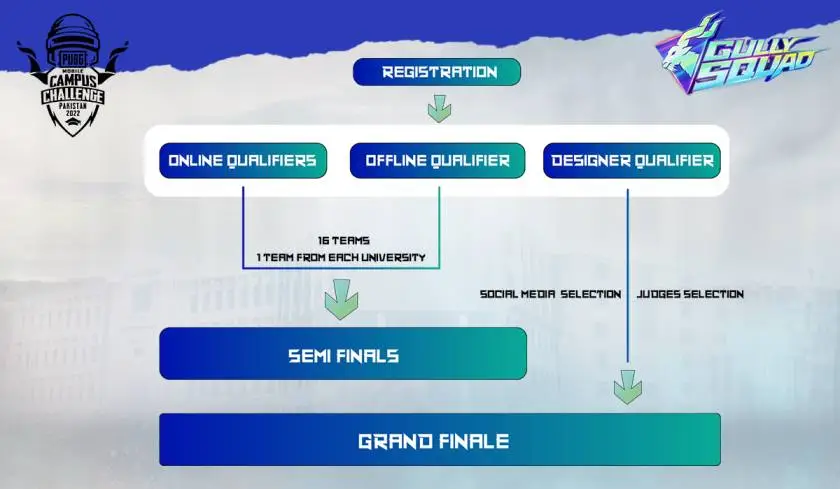 PUBG
MOBILE
CAMPUS
CHALLENGE
PAKISTAN
2022
GULLY
SQUAD
REGISTRATION
ONLINE QUALIFIERS
OFFLINE QUALIFIER
DESIGNER QUALIFIER
16 TEAMS
1 TEAM FROM EACH UNIVERSITY
SOCIAL MEDIA SELECTION
JUDGES SELECTION
SEMI FINALS
GRAND FINALE